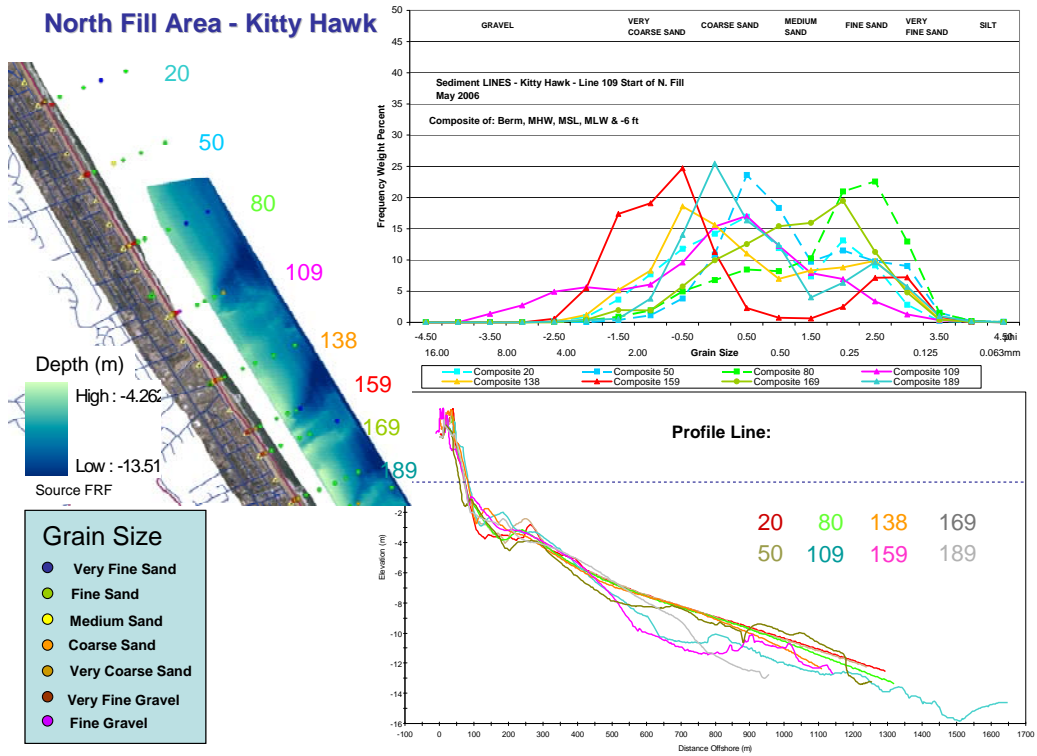 North Fill Area - Kitty Hawk
20
50
80
109
138
159
169
189
Depth (m)
High : -4.262
Low : -13.51
Source FRF
Grain Size
Very Fine Sand
Fine Sand
Medium Sand
Coarse Sand
Very Coarse Sand
Very Fine Gravel
Fine Gravel
GRAVEL VERY COARSE SAND COARSE SAND MEDIUM SAND FINE SAND VERY FINE SAND SILT
Sediment LINES - Kitty Hawk - Line 109 Start of N. Fill
May 2006
Composite of: Berm, MHW, MSL, MLW & -6 ft
Frequency Weight Percent
50
45
40
35
30
25
20
15
10
5
0
-4.50 -3.50 -2.50 -1.50 -0.50 0.50 1.50 2.50 3.50 4.50 phi
16.00 8.00 4.00 2.00 Grain Size 0.50 0.25 0.125 0.063mm
Composite 20 Composite 50 Composite 80 Composite 109
Composite 138 Composite 159 Composite 169 Composite 189
Profile Line:
20 80 138 169
50 109 159 189
Elevation (m)
-2
-4
-6
-8
-10
-12
-14
-16
-100 0 100 200 300 400 500 600 700 800 900 1000 1100 1200 1300 1400 1500 1600 1700
Distance Offshore (m)